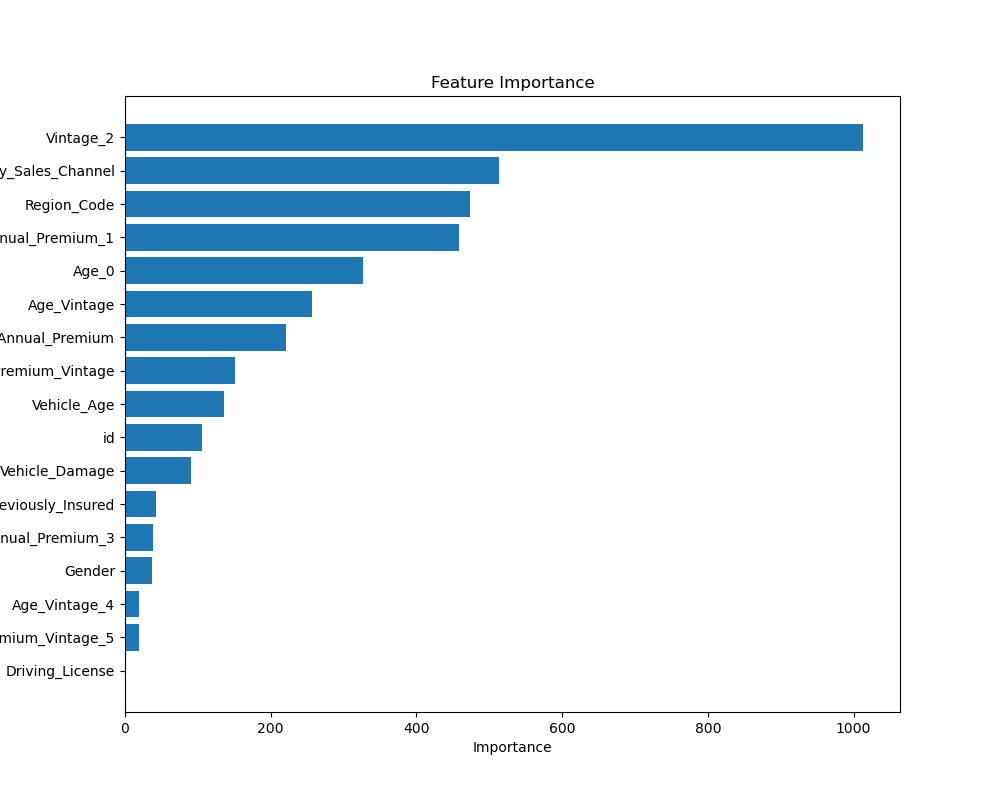 Feature Importance
Vintage_2
y_Sales_Channel
Region_Code
nual_Premium_1
Age_0
Age_Vintage
Annual_Premium
remium_Vintage
Vehicle_Age
id
Vehicle_Damage
eviously_Insured
nual_Premium_3
Gender
Age_Vintage_4
mium_Vintage_5
Driving_License
0 200 400 600 800 1000
Importance